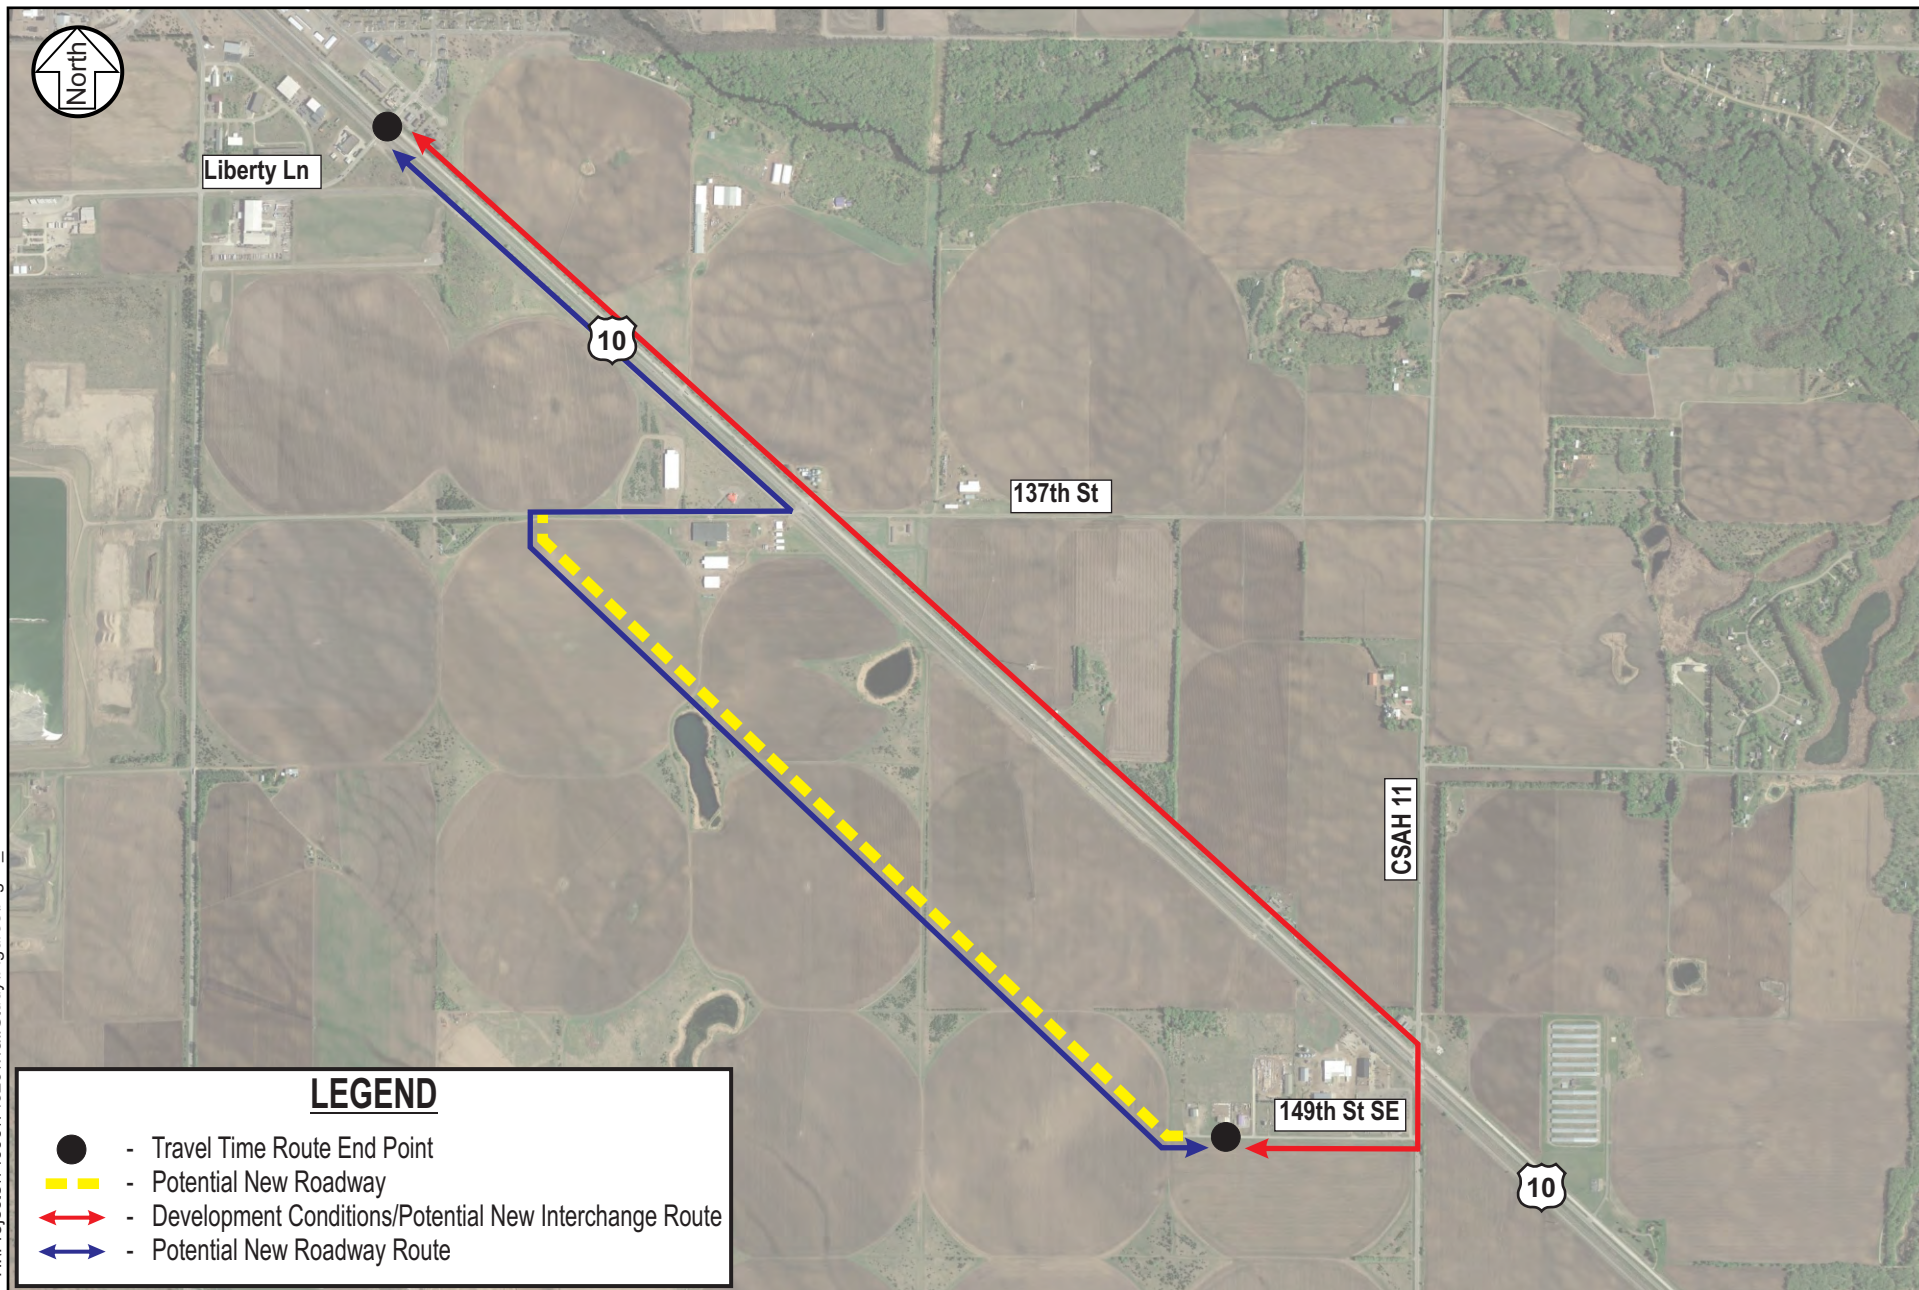 North
Liberty Ln
10
137th St
CSAH 11
149th St SE
10
LEGEND
- Travel Time Route End Point
- Potential New Roadway
- Development Conditions/Potential New Interchange Route
- Potential New Roadway Route